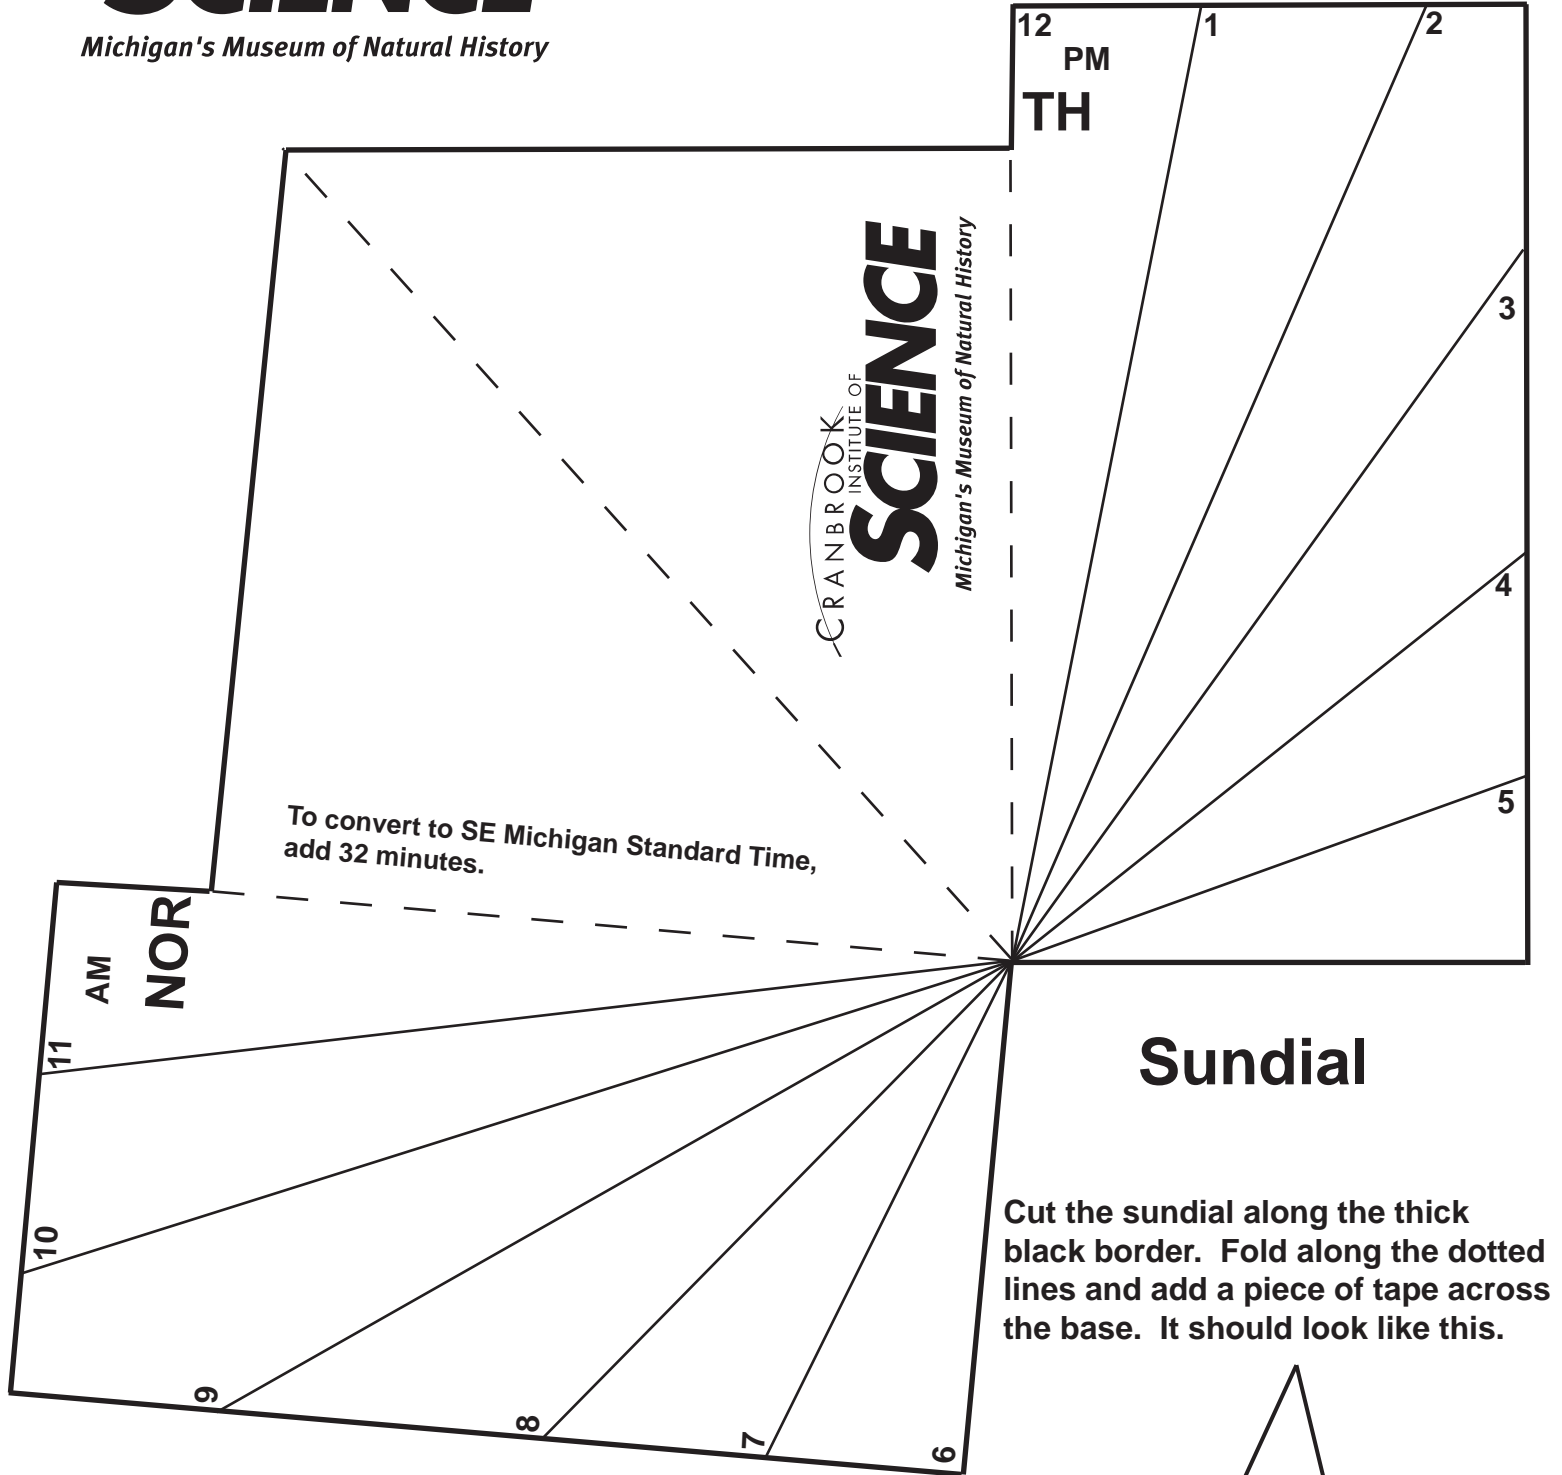 SCIENCE
Michigan's Museum of Natural History
12
1
2
PM
TH
3
4
5
CRANBROOK
INSTITUTE OF
SCIENCE
Michigan's Museum of Natural History
To convert to SE Michigan Standard Time,
add 32 minutes.
NOR
AM
11
10
9
8
7
6
Sundial
Cut the sundial along the thick
black border. Fold along the dotted
lines and add a piece of tape across
the base. It should look like this.